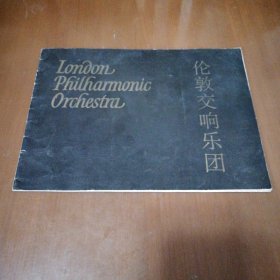 London
Philharmonic
Orchestra
伦敦交响乐团